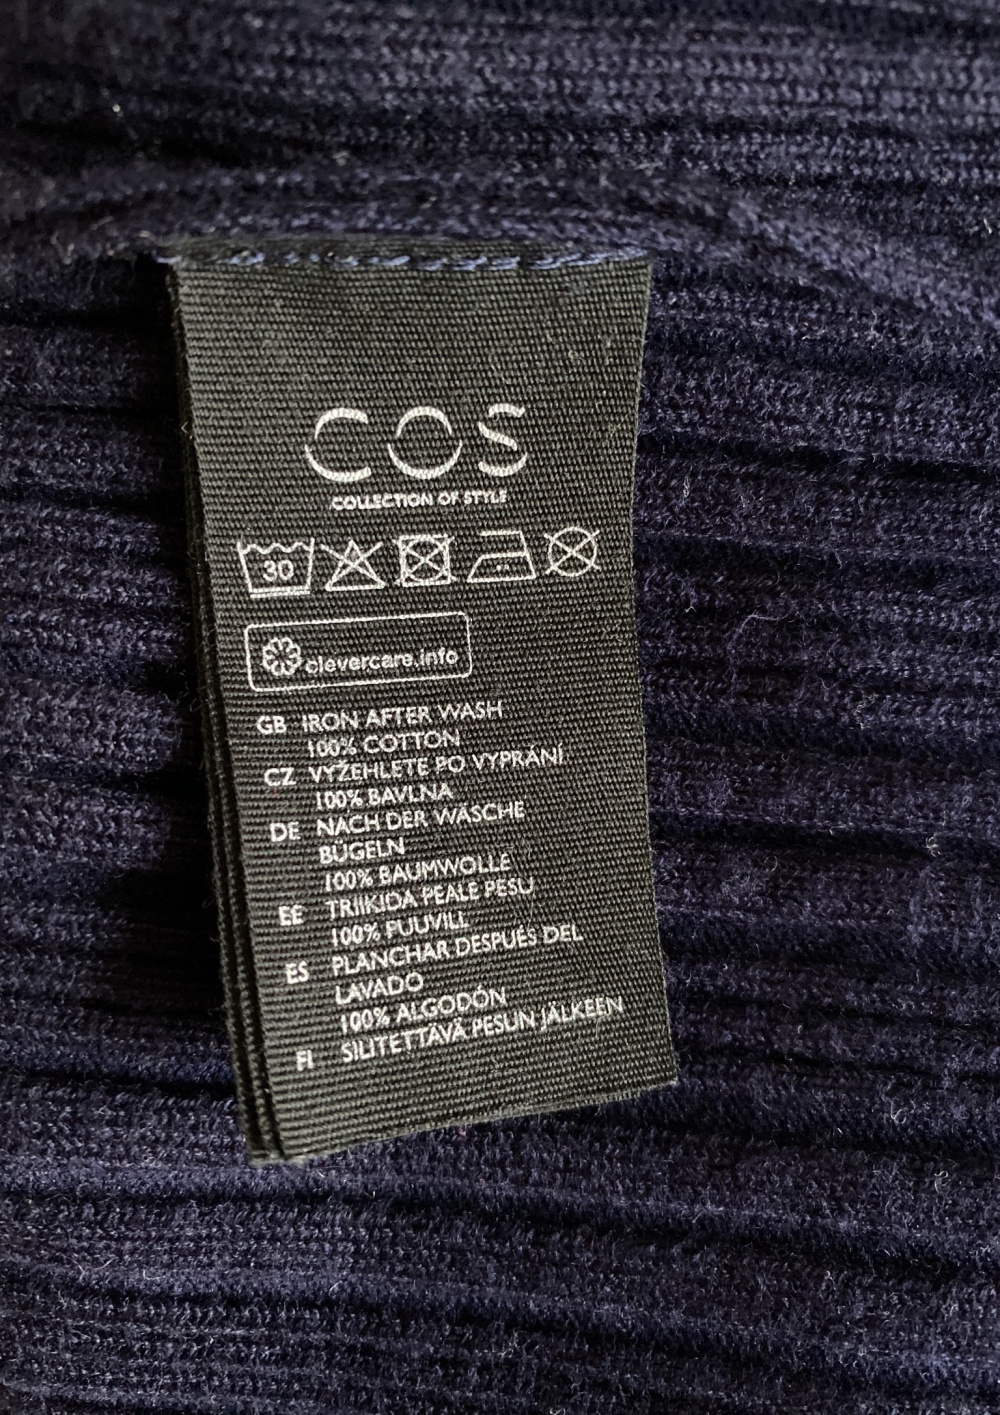 COS
COLLECTION OF STYLE
30
clevercare.info
GB IRON AFTER WASH
100% COTTON
CZ VYŽEHLETE PO VYPRÁNÍ
100% BAVLNA
DE NACH DER WÄSCHE
BÜGELN
100% BAUMWOLLE
EE TRIIKIDA PEALE PESU
100% PUUVILL
ES PLANCHAR DESPUÉS DEL
LAVADO
100% ALGODÓN
FI SILITETTÄVÄ PESUN JÄLKEEN